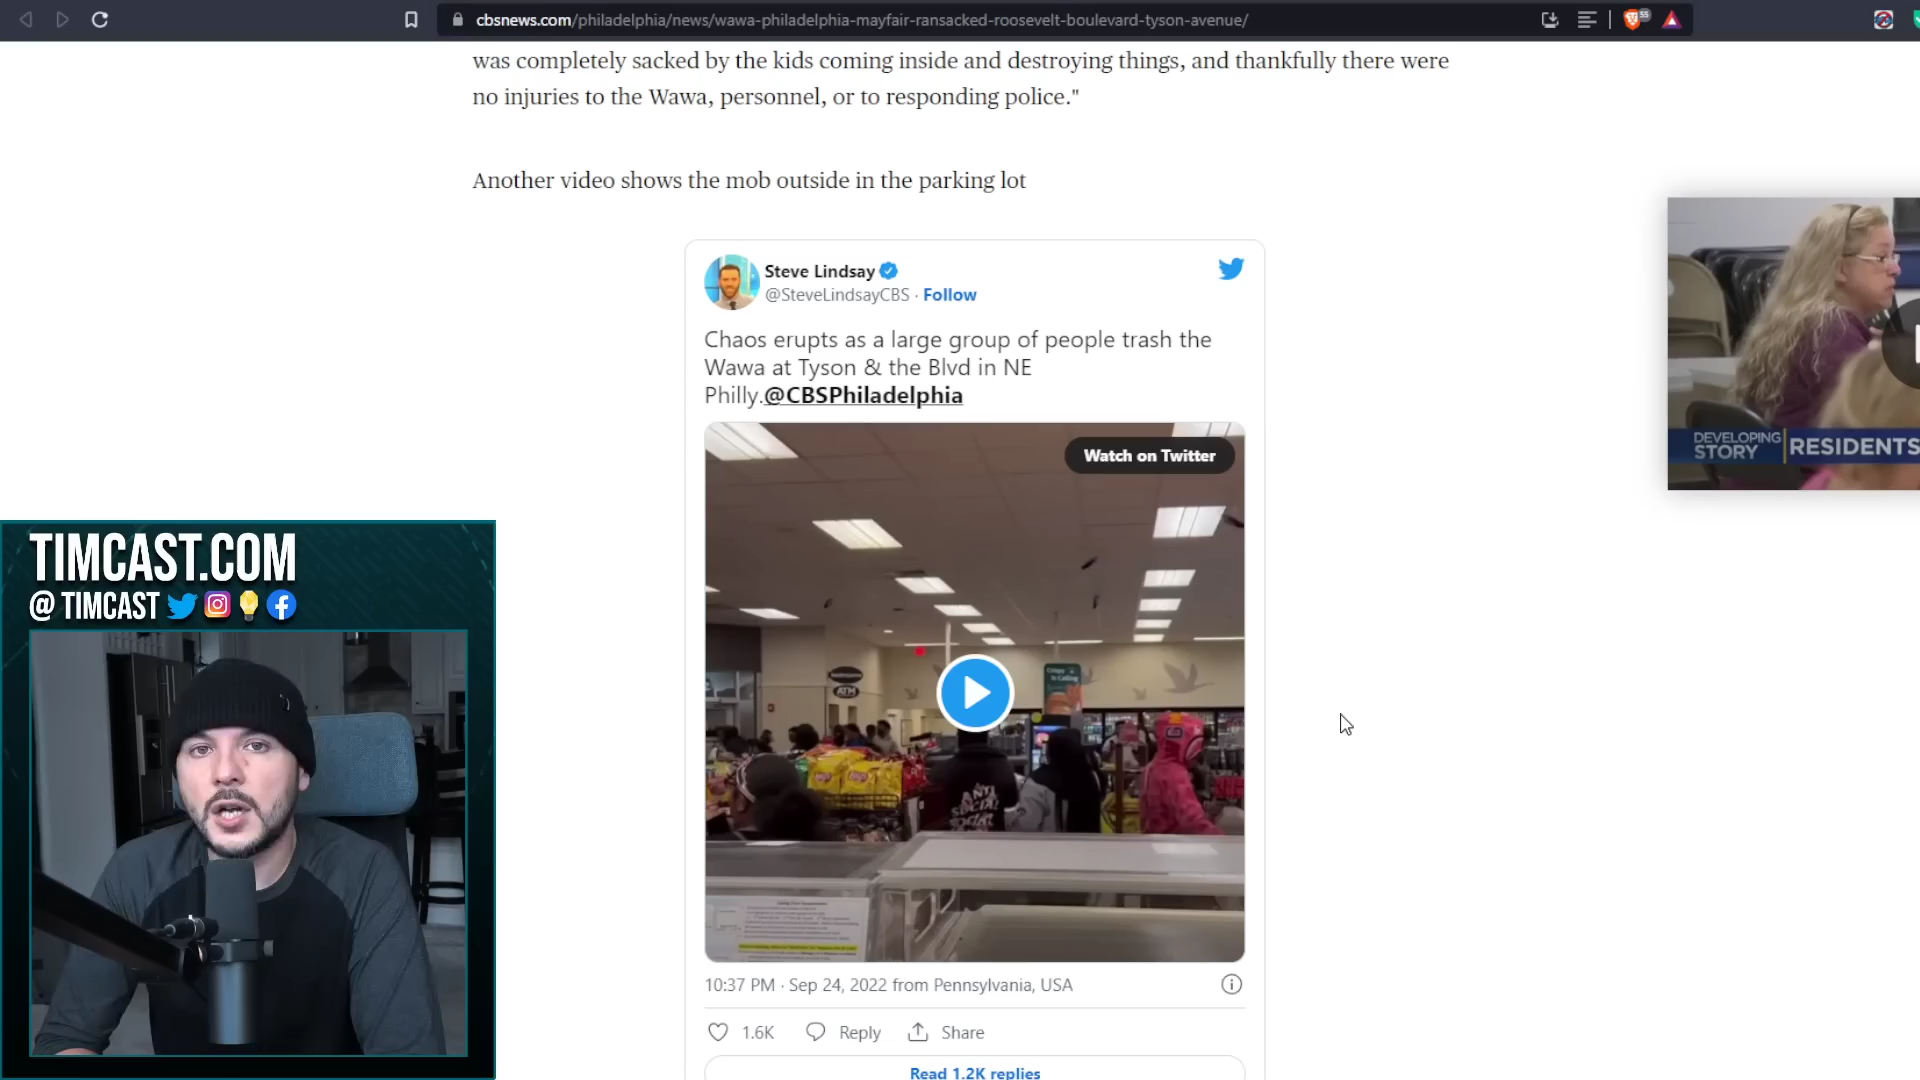 cbsnews.com/philadelphia/news/wawa-philadelphia-mayfair-ransacked-roosevelt-boulevard-tyson-avenue/
55
was completely sacked by the kids coming inside and destroying things, and thankfully there were
no injuries to the Wawa, personnel, or to responding police."
Another video shows the mob outside in the parking lot
Steve Lindsay
@SteveLindsayCBS · Follow
Chaos erupts as a large group of people trash the
Wawa at Tyson & the Blvd in NE
Philly.@CBSPhiladelphia
Watch on Twitter
ATM
Lay's
ANTI
SOCIAL
SOCIAL
10:37 PM · Sep 24, 2022 from Pennsylvania, USA
1.6K
Reply
Share
Read 1.2K replies
DEVELOPING
STORY
RESIDENTS
TIMCAST.COM
@ TIMCAST